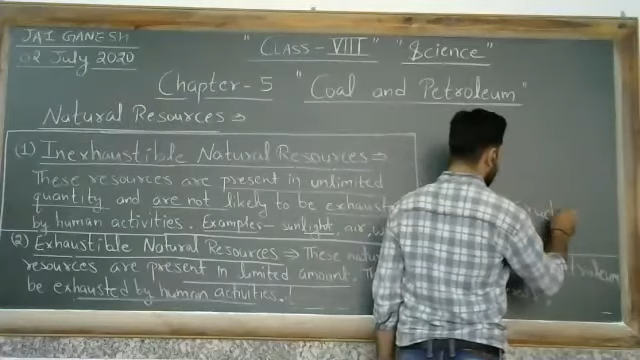 JAI GANESH
02 July 2020
"CLASS-VIII" "Science"
Chapter-5 "Coal and Petroleum"
Natural Resources ⇒
(1) Inexhaustible Natural Resources ⇒
These resources are present in unlimited
quantity and are not likely to be exhaust
by human activities. Examples- sunlight, air,
(2) Exhaustible Natural Resources ⇒ These natu
resources are present in limited amount.
be exhausted by human activities.!